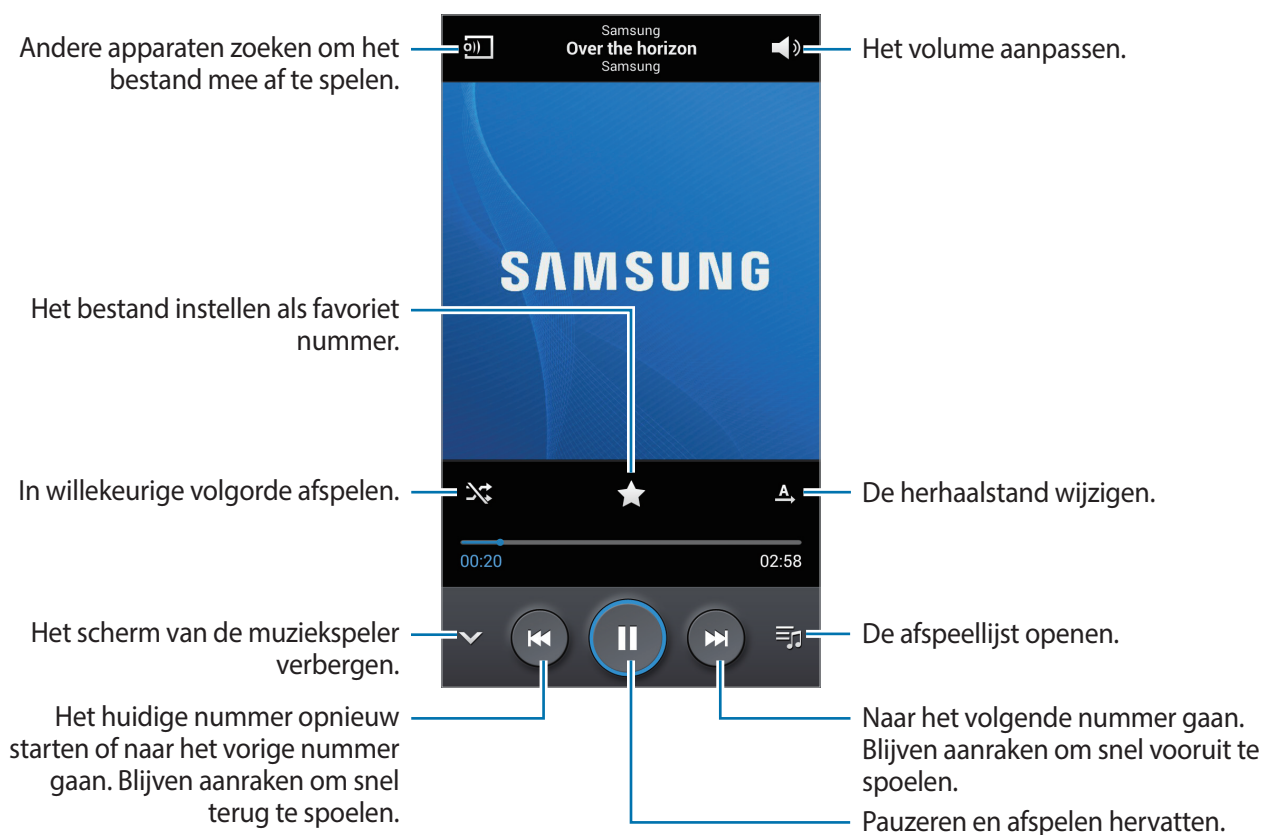 Andere apparaten zoeken om het
bestand mee af te spelen.
Samsung
Over the horizon
Samsung
Het volume aanpassen.
SAMSUNG
Het bestand instellen als favoriet
nummer.
In willekeurige volgorde afspelen.
A
De herhaalstand wijzigen.
00:20
02:58
Het scherm van de muziekspeler
verbergen.
De afspeellijst openen.
Het huidige nummer opnieuw
starten of naar het vorige nummer
gaan. Blijven aanraken om snel
terug te spoelen.
Naar het volgende nummer gaan.
Blijven aanraken om snel vooruit te
spoelen.
Pauzeren en afspelen hervatten.